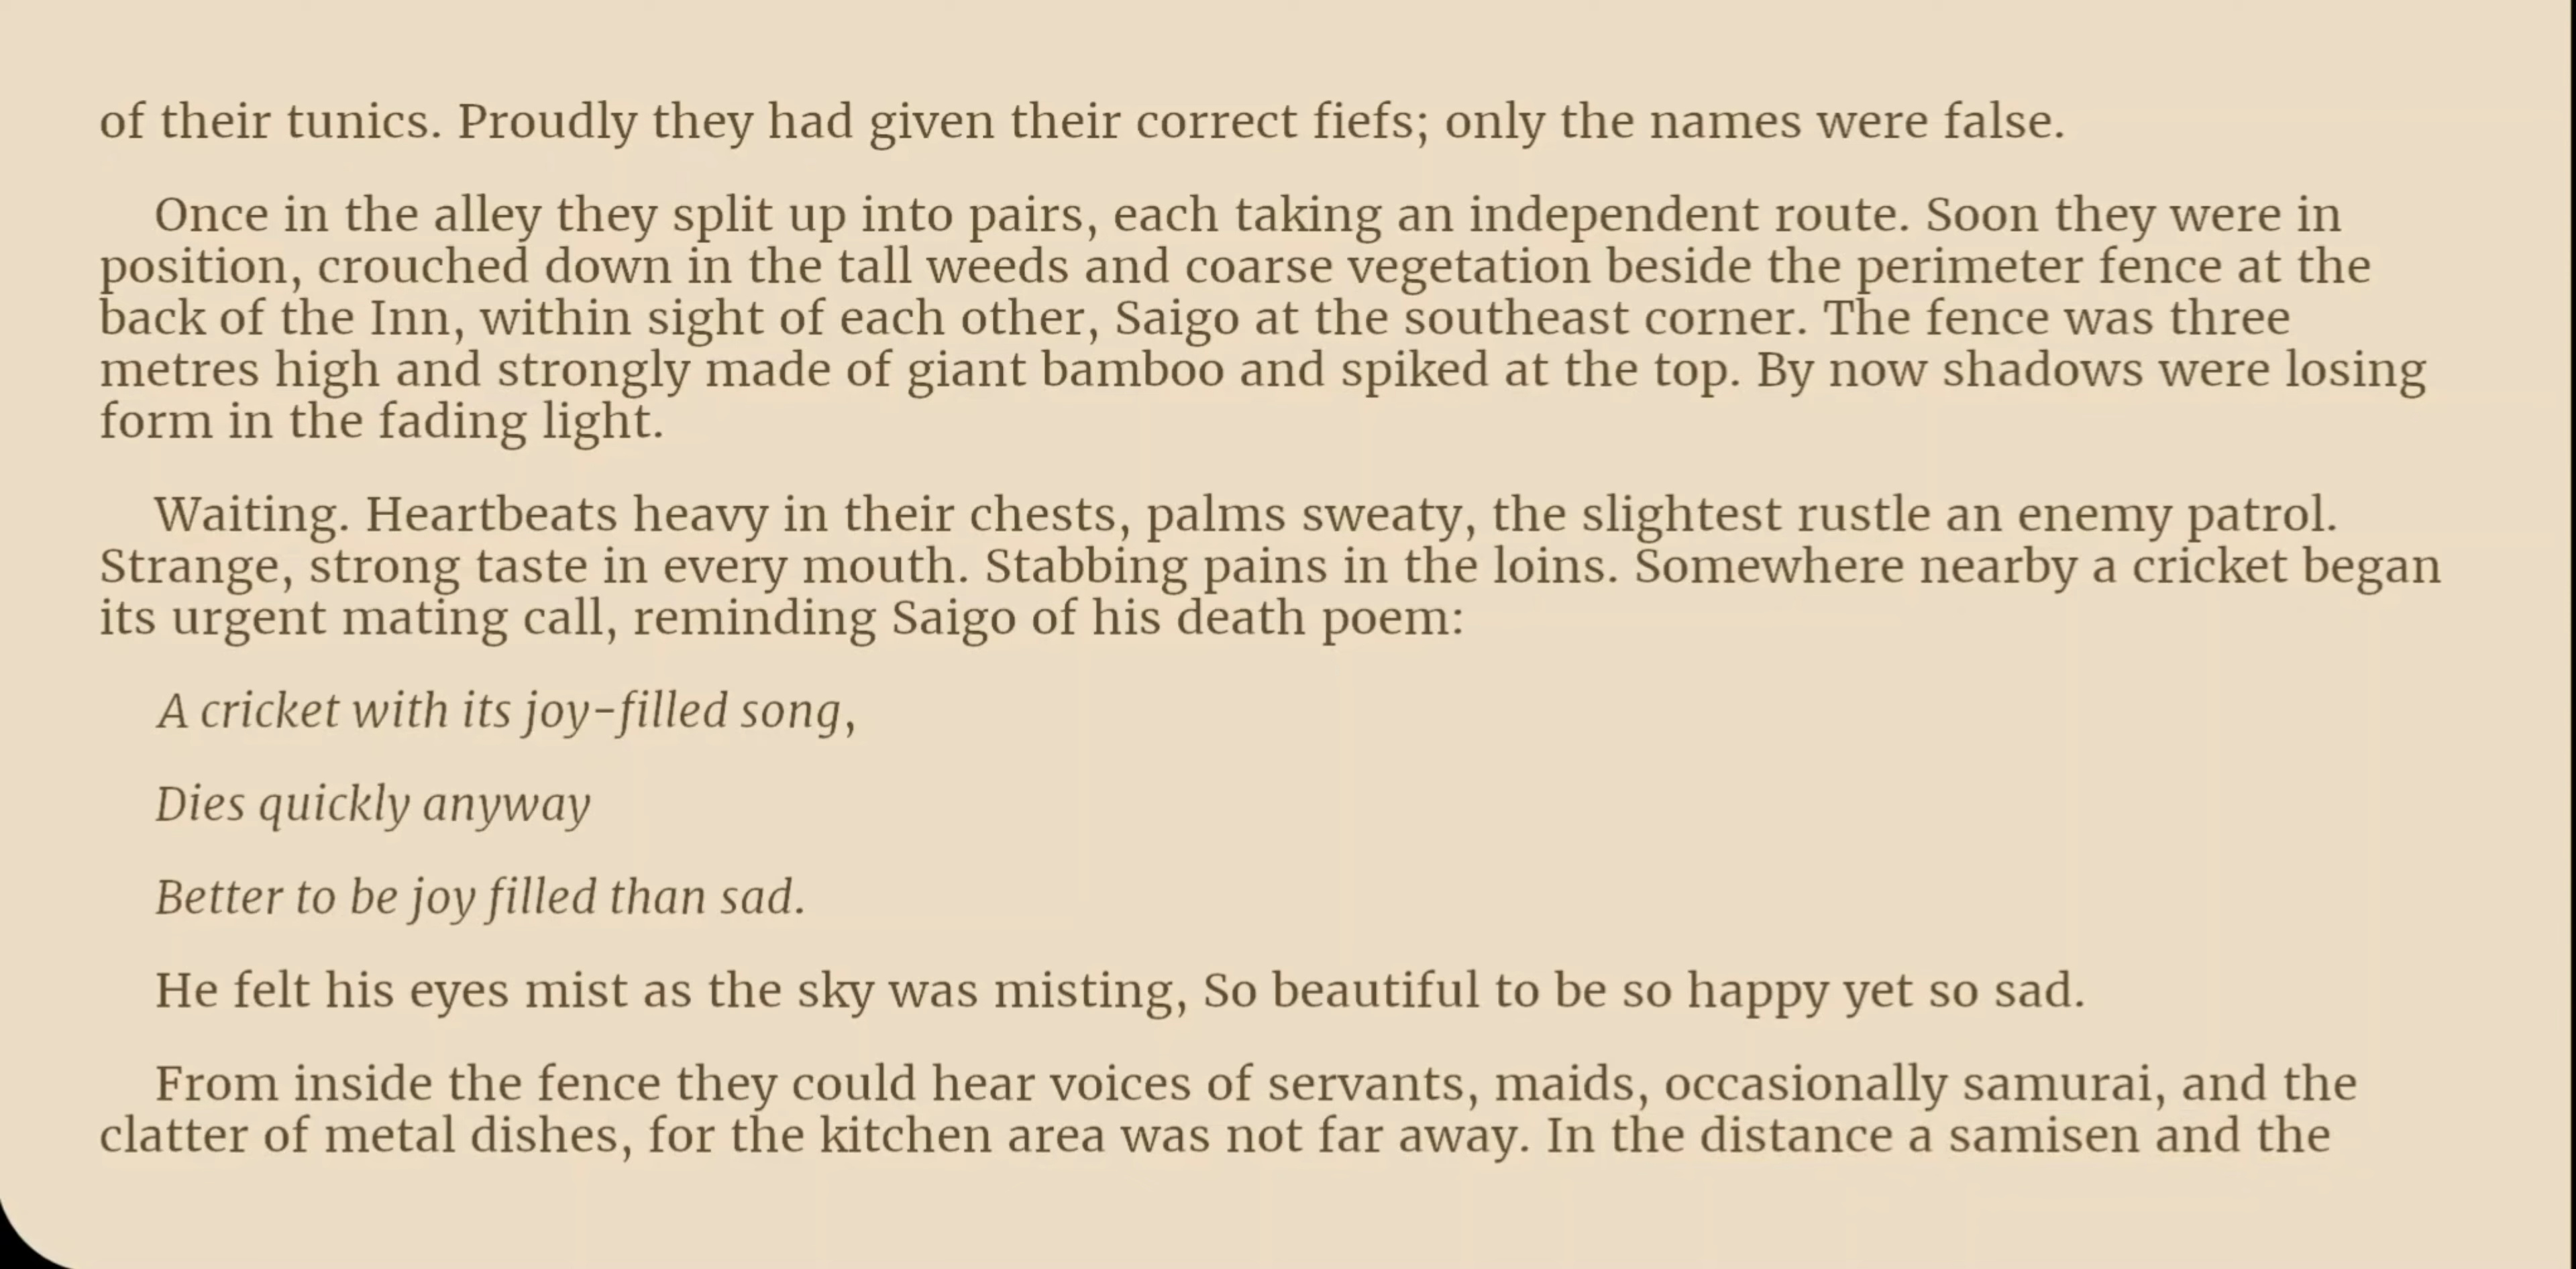 of their tunics. Proudly they had given their correct fiefs; only the names were false.
Once in the alley they split up into pairs, each taking an independent route. Soon they were in
position, crouched down in the tall weeds and coarse vegetation beside the perimeter fence at the
back of the Inn, within sight of each other, Saigo at the southeast corner. The fence was three
metres high and strongly made of giant bamboo and spiked at the top. By now shadows were losing
form in the fading light.
Waiting. Heartbeats heavy in their chests, palms sweaty, the slightest rustle an enemy patrol.
Strange, strong taste in every mouth. Stabbing pains in the loins. Somewhere nearby a cricket began
its urgent mating call, reminding Saigo of his death poem:
A cricket with its joy-filled song,
Dies quickly anyway
Better to be joy filled than sad.
He felt his eyes mist as the sky was misting, So beautiful to be so happy yet so sad.
From inside the fence they could hear voices of servants, maids, occasionally samurai, and the
clatter of metal dishes, for the kitchen area was not far away. In the distance a samisen and the